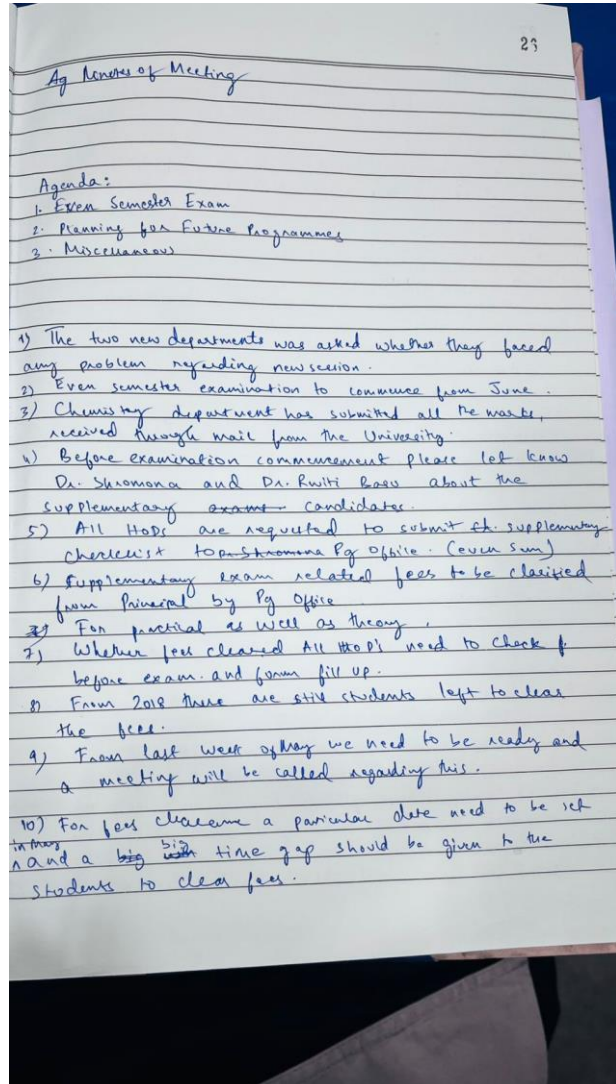 23
Ag Minutes of Meeting
Agenda:
1. Even Semester Exam
2. Planning for Future Programmes
3. Miscellaneous
1) The two new departments was asked whether they faced
any problem regarding new session.
2) Even semester examination to commence from June.
3) Chemistry department has submitted all the marks,
received through mail from the University.
4) Before examination commencement please let know
Dr. Shromona and Dr. Rwiti Basu about the
supplementary exams candidates.
5) All HoDs are requested to submit th. supplementary
checklist to Dr. Shromona Pg Office. (even sem)
6) Supplementary exam related fees to be clarified
from Principal by Pg Office
For practical as well as theory.
7) Whether fees cleared All HoD's need to check f
before exam. and form fill up.
8) From 2018 there are still students left to clear
the fees.
9) From last week of May we need to be ready and
a meeting will be called regarding this.
10) For fees clearance a particular date need to be set
in May
and a big big time gap should be given to the
students to clear fees.